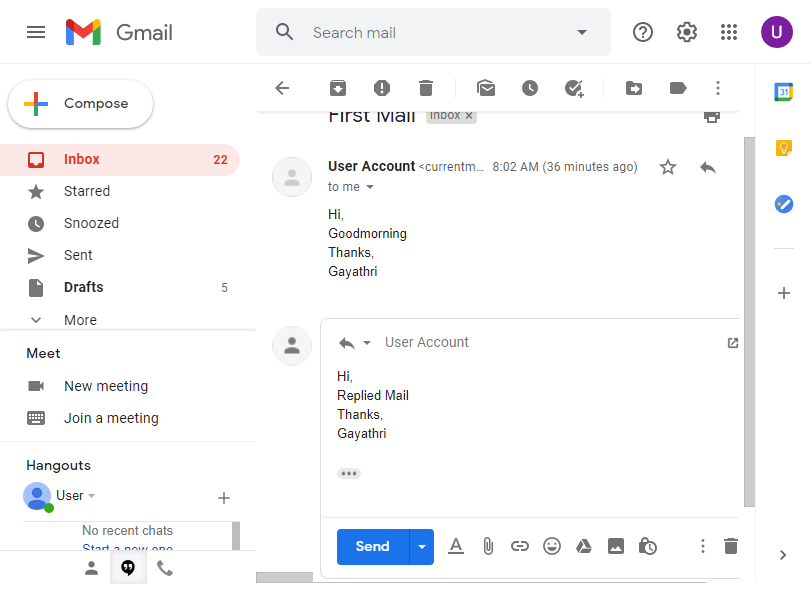 Gmail
Search mail
U
Compose
31
First Mail Inbox ×
Inbox 22
User Account <currentm... 8:02 AM (36 minutes ago)
to me
Starred
Snoozed
Sent
Drafts 5
More
Hi,
Goodmorning
Thanks,
Gayathri
Meet
New meeting
Join a meeting
User Account
Hi,
Replied Mail
Thanks,
Gayathri
Hangouts
User
No recent chats
Start a new one
Send